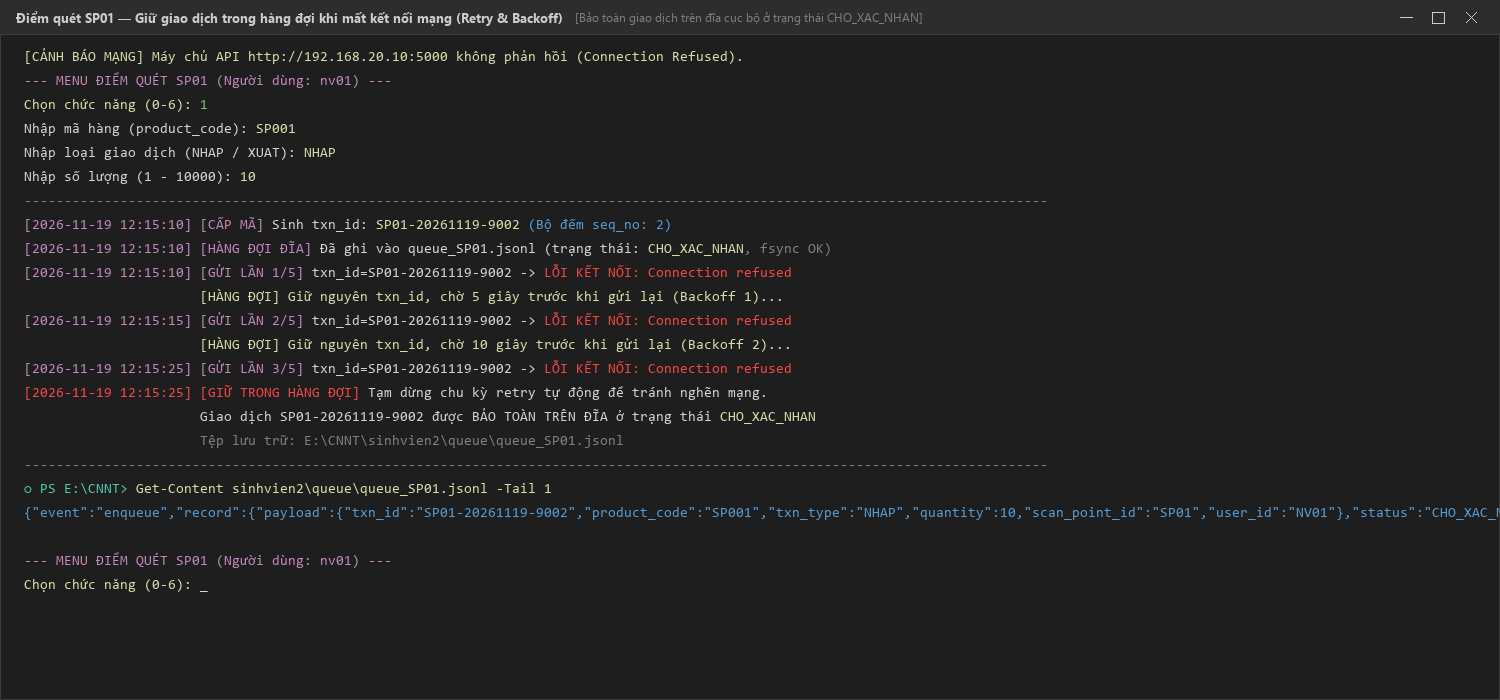 Điểm quét SP01 — Giữ giao dịch trong hàng đợi khi mất kết nối mạng (Retry & Backoff) [Bảo toàn giao dịch trên đĩa cục bộ ở trạng thái CHO_XAC_NHAN]
[CẢNH BÁO MẠNG] Máy chủ API http://192.168.20.10:5000 không phản hồi (Connection Refused).
--- MENU ĐIỂM QUÉT SP01 (Người dùng: nv01) ---
Chọn chức năng (0-6): 1
Nhập mã hàng (product_code): SP001
Nhập loại giao dịch (NHAP / XUAT): NHAP
Nhập số lượng (1 - 10000): 10
--------------------------------------------------------------------------------------------------------------------------------
[2026-11-19 12:15:10] [CẤP MÃ] Sinh txn_id: SP01-20261119-9002 (Bộ đếm seq_no: 2)
[2026-11-19 12:15:10] [HÀNG ĐỢI ĐĨA] Đã ghi vào queue_SP01.jsonl (trạng thái: CHO_XAC_NHAN, fsync OK)
[2026-11-19 12:15:10] [GỬI LẦN 1/5] txn_id=SP01-20261119-9002 -> LỖI KẾT NỐI: Connection refused
[HÀNG ĐỢI] Giữ nguyên txn_id, chờ 5 giây trước khi gửi lại (Backoff 1)...
[2026-11-19 12:15:15] [GỬI LẦN 2/5] txn_id=SP01-20261119-9002 -> LỖI KẾT NỐI: Connection refused
[HÀNG ĐỢI] Giữ nguyên txn_id, chờ 10 giây trước khi gửi lại (Backoff 2)...
[2026-11-19 12:15:25] [GỬI LẦN 3/5] txn_id=SP01-20261119-9002 -> LỖI KẾT NỐI: Connection refused
[2026-11-19 12:15:25] [GIỮ TRONG HÀNG ĐỢI] Tạm dừng chu kỳ retry tự động để tránh nghẽn mạng.
Giao dịch SP01-20261119-9002 được BẢO TOÀN TRÊN ĐĨA ở trạng thái CHO_XAC_NHAN
Tệp lưu trữ: E:\CNNT\sinhvien2\queue\queue_SP01.jsonl
--------------------------------------------------------------------------------------------------------------------------------
o PS E:\CNNT> Get-Content sinhvien2\queue\queue_SP01.jsonl -Tail 1
{"event":"enqueue","record":{"payload":{"txn_id":"SP01-20261119-9002","product_code":"SP001","txn_type":"NHAP","quantity":10,"scan_point_id":"SP01","user_id":"NV01"},"status":"CHO_XAC_
--- MENU ĐIỂM QUÉT SP01 (Người dùng: nv01) ---
Chọn chức năng (0-6): _